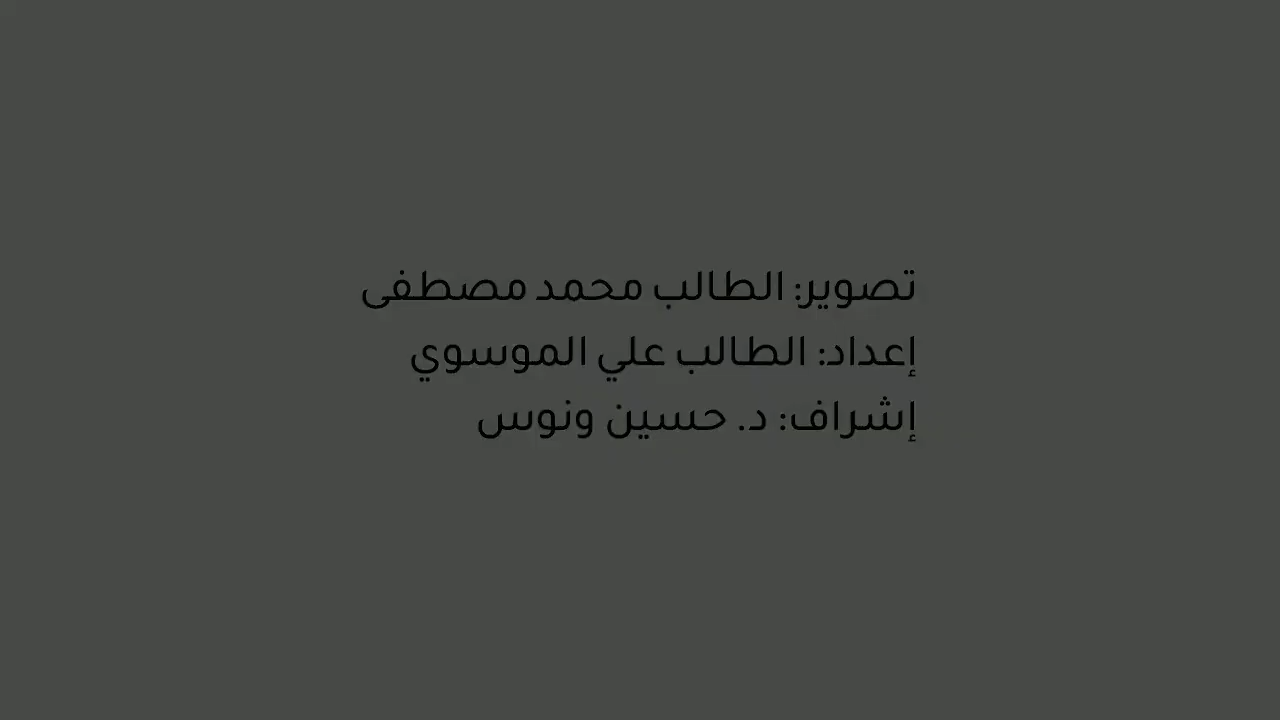 تصوير: الطالب محمد مصطفى
إعداد: الطالب علي الموسوي
إشراف: د. حسين ونوس